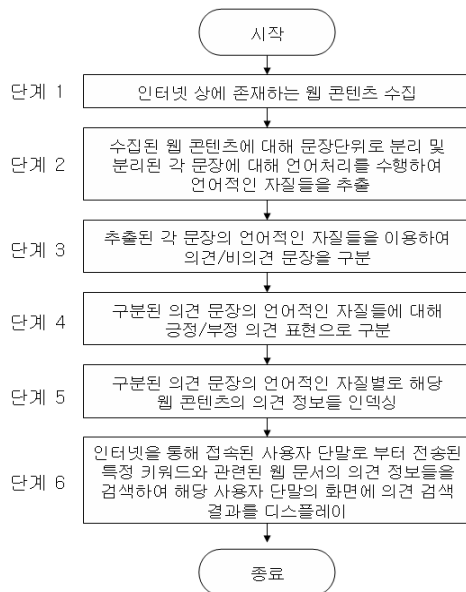 시작
단계 1
인터넷 상에 존재하는 웹 콘텐츠 수집
단계 2
수집된 웹 콘텐츠에 대해 문장단위로 분리 및
분리된 각 문장에 대해 언어처리를 수행하여
언어적인 자질들을 추출
단계 3
추출된 각 문장의 언어적인 자질들을 이용하여
의견/비의견 문장을 구분
단계 4
구분된 의견 문장의 언어적인 자질들에 대해
긍정/부정 의견 표현으로 구분
단계 5
구분된 의견 문장의 언어적인 자질별로 해당
웹 콘텐츠의 의견 정보들 인덱싱
단계 6
인터넷을 통해 접속된 사용자 단말로 부터 전송된
특정 키워드와 관련된 웹 문서의 의견 정보들을
검색하여 해당 사용자 단말의 화면에 의견 검색
결과를 디스플레이
종료